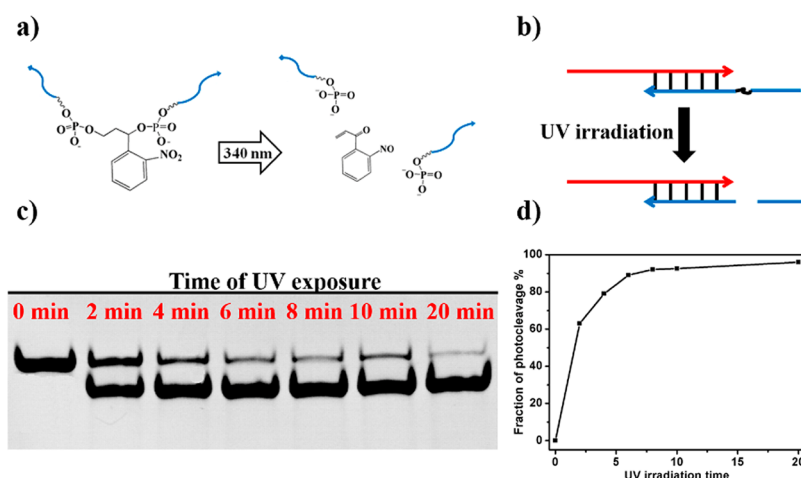 a)
b)
O
O=P-O
O-
O
O-P=O
O-
NO₂
340 nm
O
-O-P=O
O-
O
NO
O
-O-P=O
O-
UV irradiation
c)
Time of UV exposure
0 min 2 min 4 min 6 min 8 min 10 min 20 min
d)
Fraction of photocleavage %
100
80
60
40
20
0
0 5 10 15 20
UV irradiation time